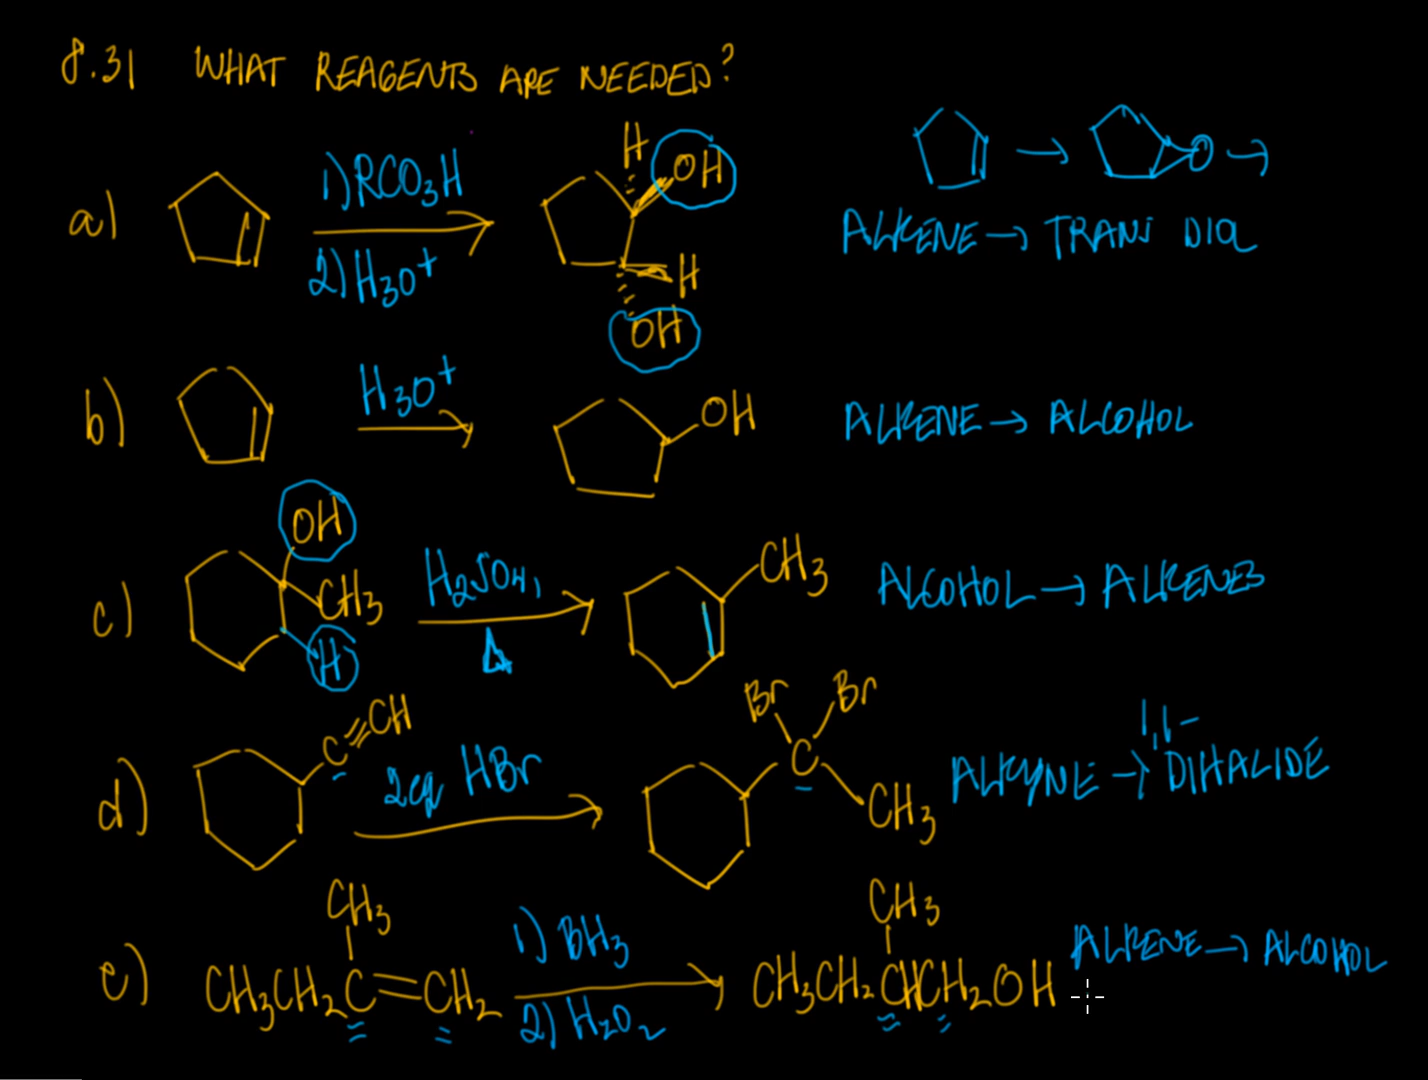 8.31 WHAT REAGENTS ARE NEEDED?
a) 1) RCO3H
2) H3O+
H OH
H
OH
O
ALKENE → TRANS DIOL
b) H3O+ OH ALKENE → ALCOHOL
c) OH
CH3
H
H2SO4, Δ
CH3
ALCOHOL → ALKENES
d) C≡CH
2eq HBr
Br Br
C
CH3
ALKYNE → 1,1-DIHALIDE
e) CH3
CH3CH2C=CH2
1) BH3
2) H2O2
CH3
CH3CH2CHCH2OH
ALKENE → ALCOHOL